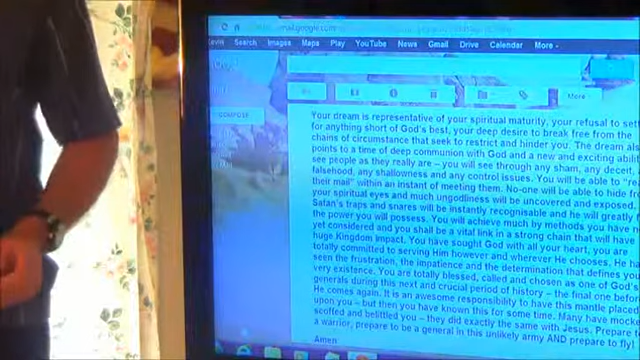 mail.google.com
Search Images Maps Play YouTube News Gmail Drive Calendar More
More
COMPOSE
Your dream is representative of your spiritual maturity, your refusal to sett
for anything short of God's best, your deep desire to break free from the
chains of circumstance that seek to restrict and hinder you. The dream als
points to a time of deep communion with God and a new and exciting abili
see people as they really are – you will see through any sham, any deceit,
falsehood, any shallowness and any control issues. You will be able to "re
their mail" within an instant of meeting them. No-one will be able to hide fro
your spiritual eyes and much ungodliness will be uncovered and exposed,
Satan's traps and snares will be instantly recognisable and he will greatly
the power you will possess. You will achieve much by methods you have n
yet considered and you shall be a vital link in a strong chain that will have
huge Kingdom impact. You have sought God with all your heart, you are
totally committed to serving Him however and wherever He chooses. He ha
seen the frustration, the impatience and the determination that defines you
very existence. You are totally blessed, called and chosen as one of God's
generals during this next and crucial period of history – the final one before
He comes again. It is an awesome responsibility to have this mantle placed
upon you – but then you have known this for some time. Many have mocke
scoffed and belittled you – they did exactly the same with Jesus. Prepare t
a warrior, prepare to be a general in this unlikely army AND prepare to fly!
Amen